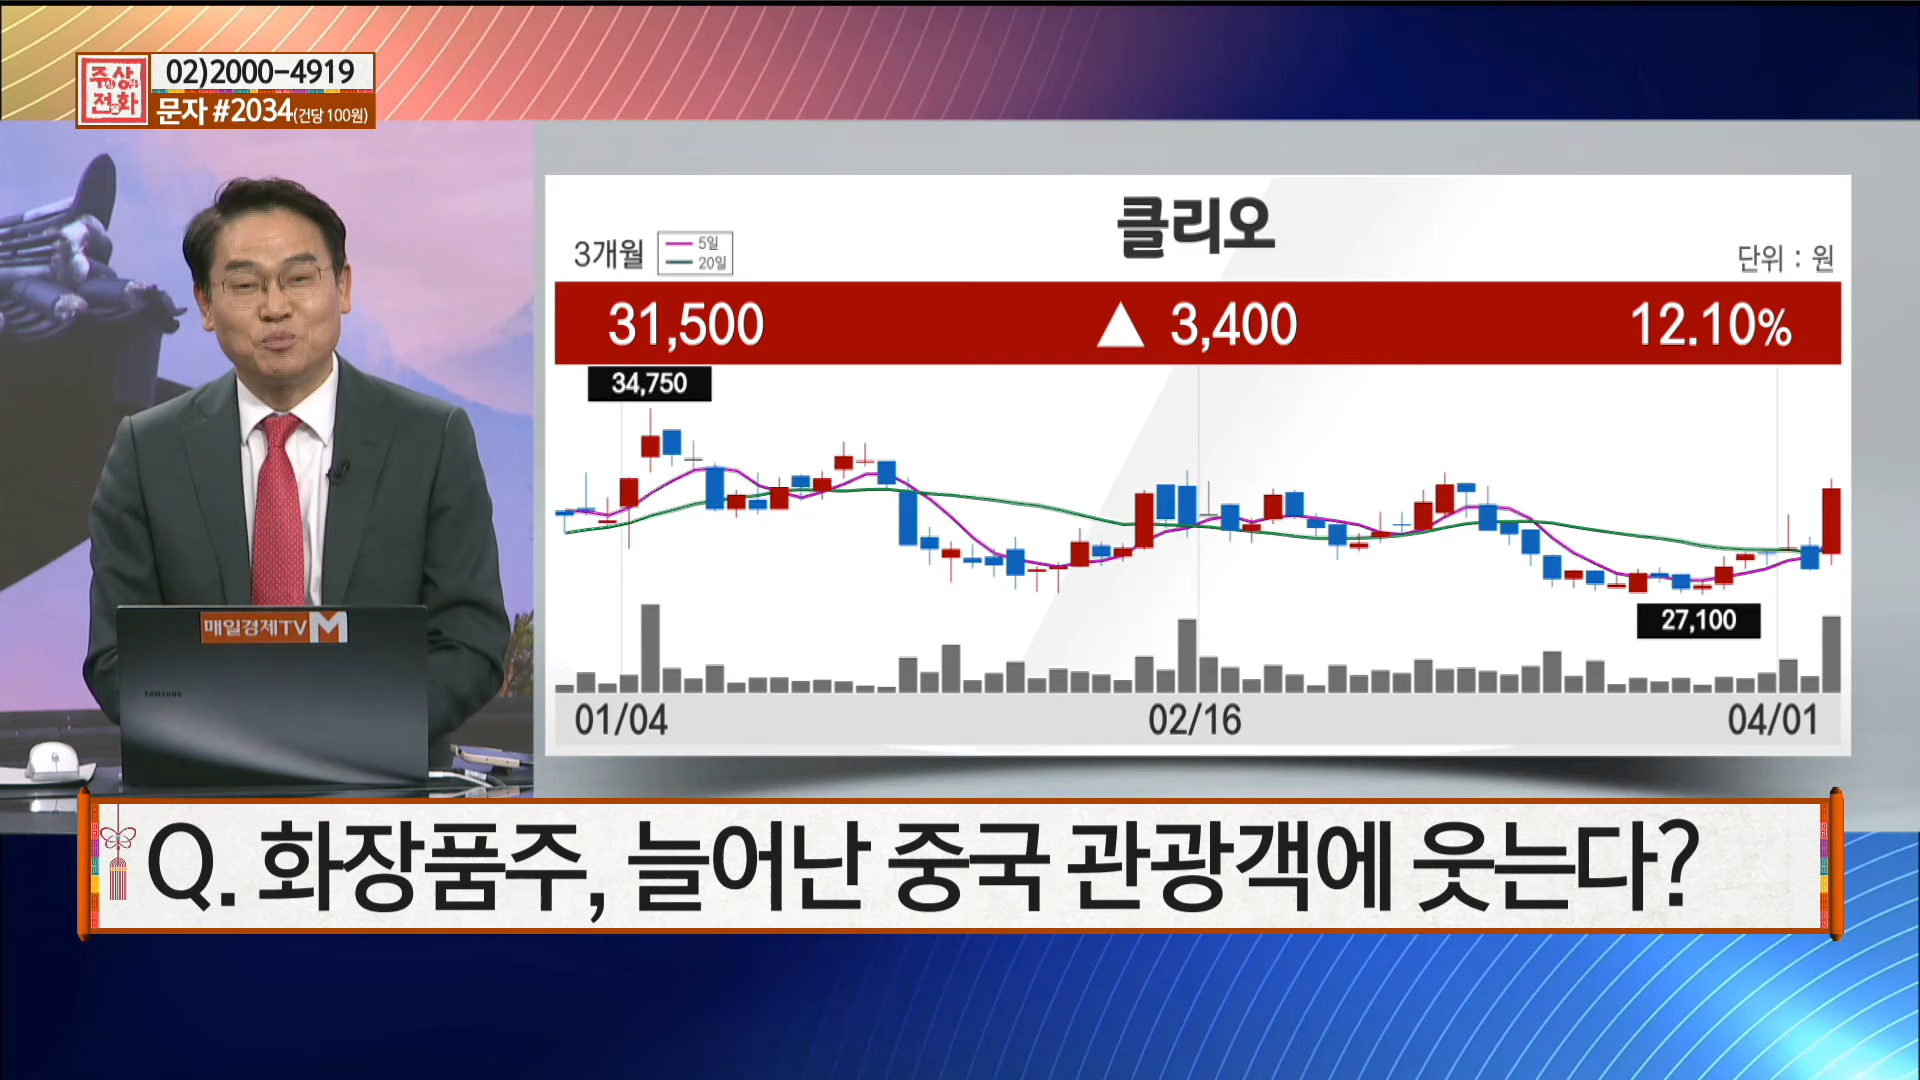 주상
전화
02)2000-4919
문자 #2034(건당 100원)
클리오
3개월
5일
20일
단위 : 원
31,500 ▲ 3,400 12.10%
34,750
27,100
01/04 02/16 04/01
매일경제TV M
SAMSUNG
Q. 화장품주, 늘어난 중국 관광객에 웃는다?